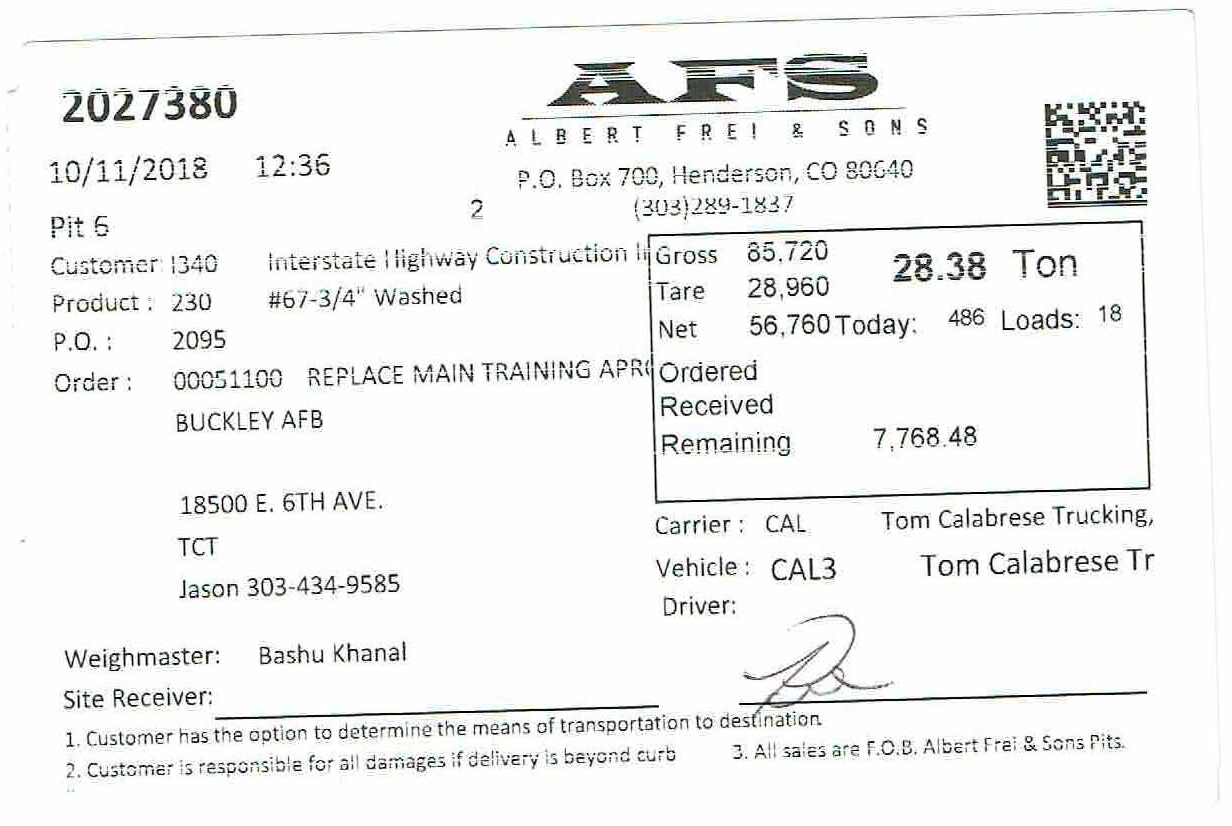 AFS
ALBERT FREI & SONS
2027380
10/11/2018 12:36
P.O. Box 700, Henderson, CO 80640
(303)289-1837
Pit 6 2
Customer: I340 Interstate Highway Construction I
Product : 230 #67-3/4" Washed
P.O. : 2095
Order : 00051100 REPLACE MAIN TRAINING APRO
BUCKLEY AFB
18500 E. 6TH AVE.
TCT
Jason 303-434-9585
Gross 85,720 28.38 Ton
Tare 28,960
Net 56,760 Today: 486 Loads: 18
Ordered
Received
Remaining 7,768.48
Carrier : CAL Tom Calabrese Trucking,
Vehicle : CAL3 Tom Calabrese Tr
Driver:
Weighmaster: Bashu Khanal
Site Receiver:
1. Customer has the option to determine the means of transportation to destination.
2. Customer is responsible for all damages if delivery is beyond curb
3. All sales are F.O.B. Albert Frei & Sons Pits.